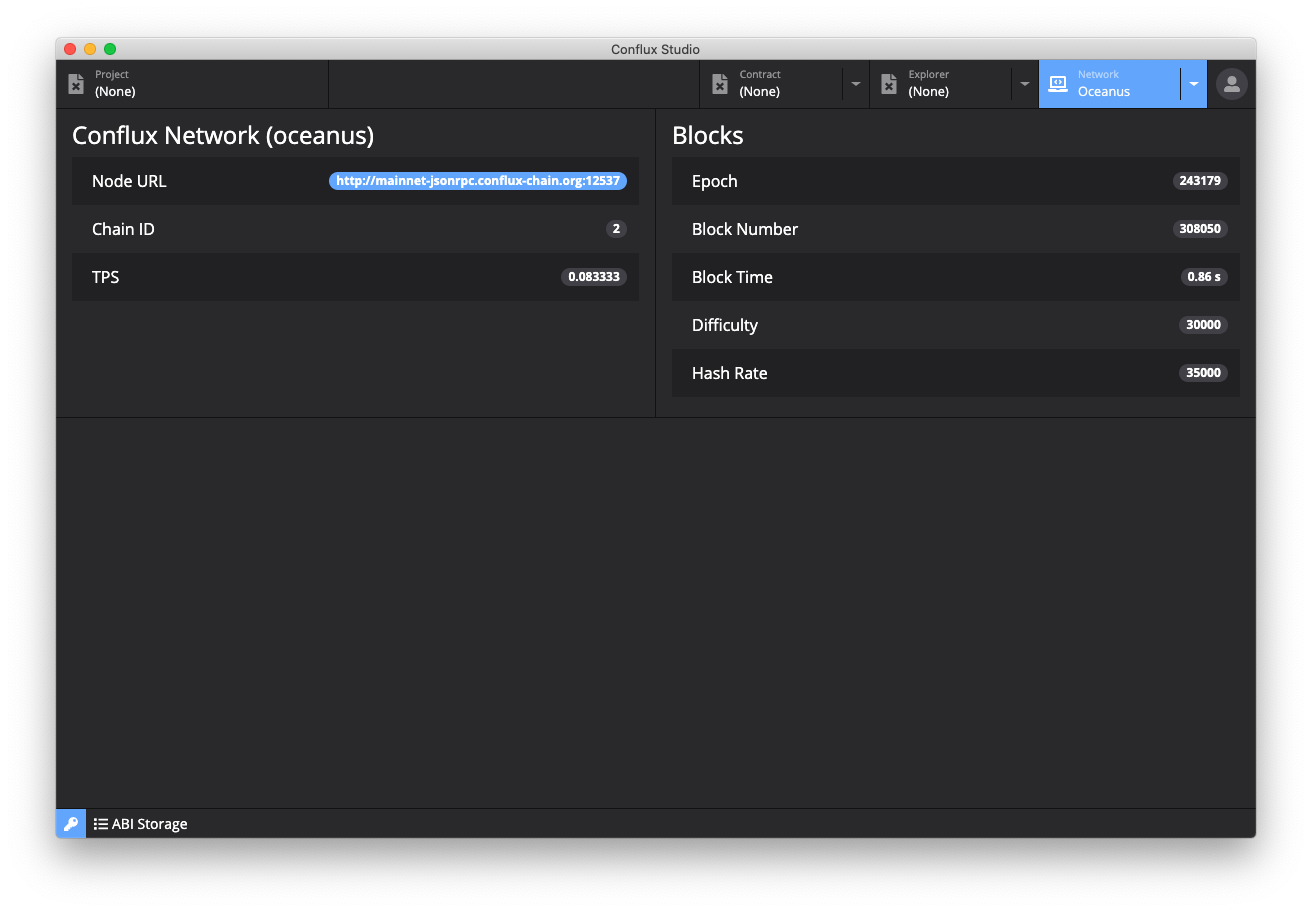 Conflux Studio
Project
(None)
Contract
(None)
Explorer
(None)
Network
Oceanus
Conflux Network (oceanus)
Node URL http://mainnet-jsonrpc.conflux-chain.org:12537
Chain ID 2
TPS 0.083333
Blocks
Epoch 243179
Block Number 308050
Block Time 0.86 s
Difficulty 30000
Hash Rate 35000
ABI Storage